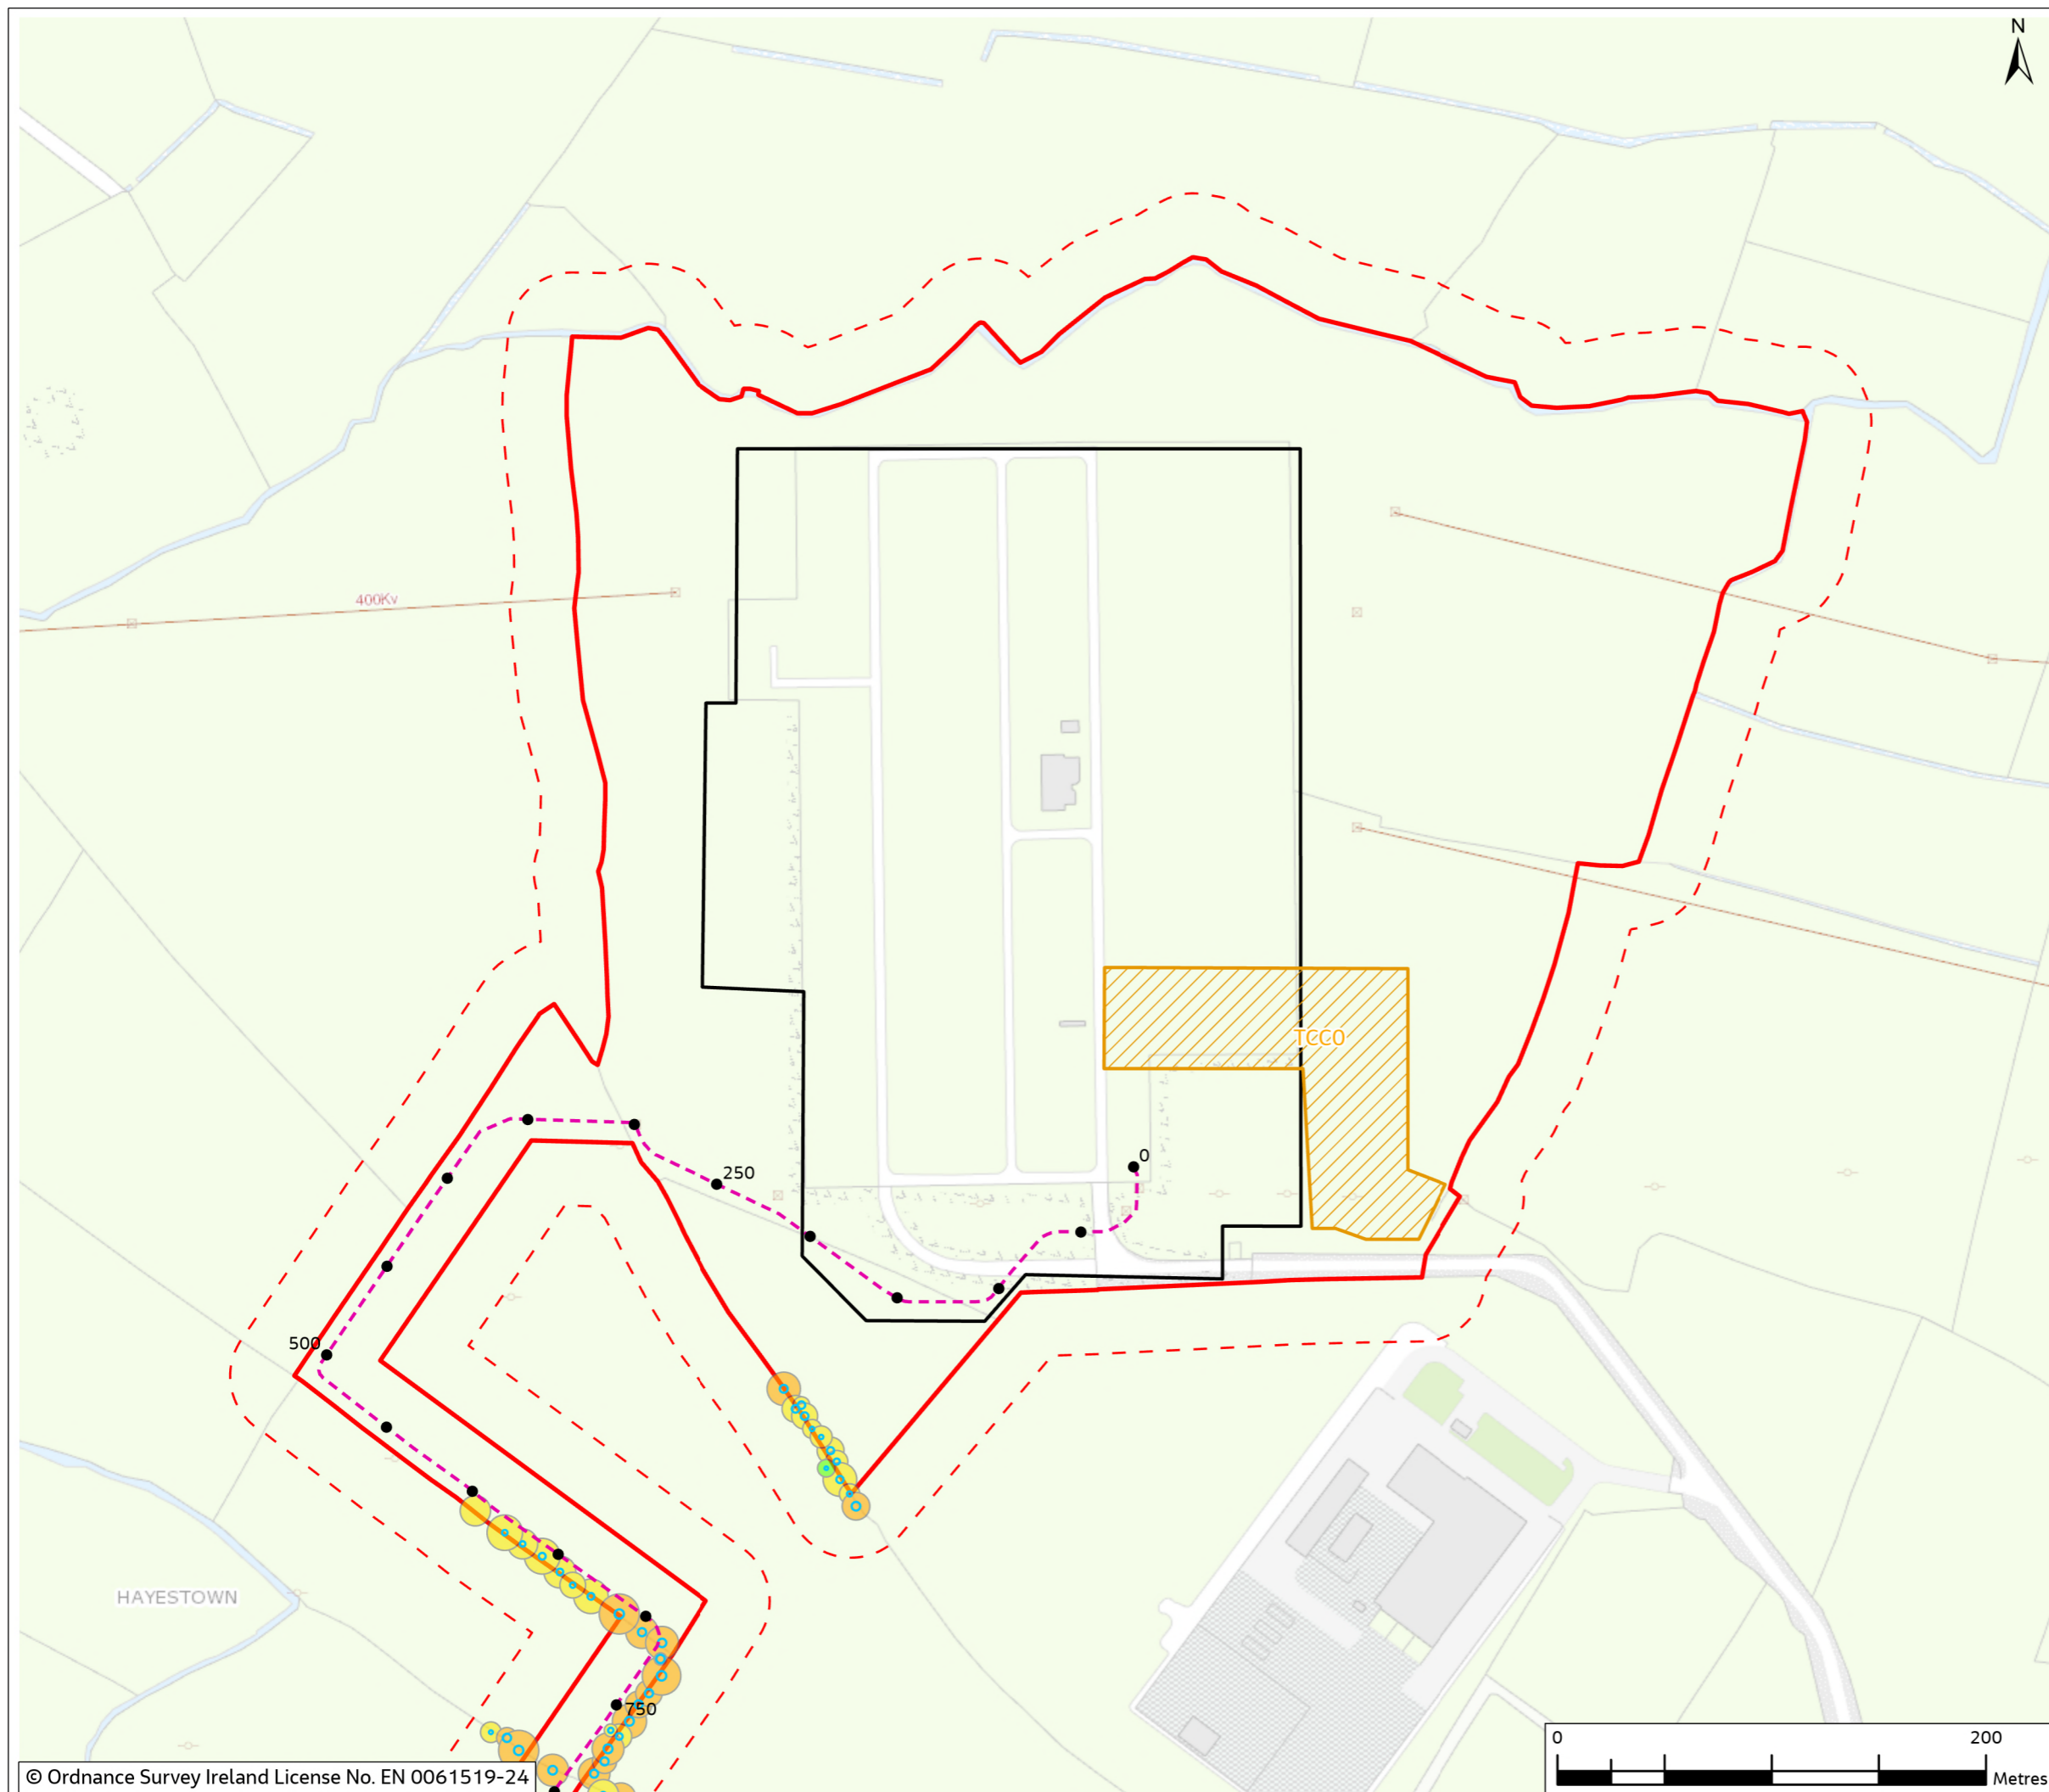 N
400Kv
TCC0
0
250
500
HAYESTOWN
750
0 200
Metres
© Ordnance Survey Ireland License No. EN 0061519-24